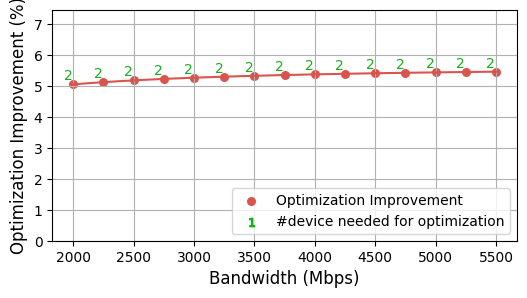 Optimization Improvement (%)
7
6
5
4
3
2
1
0
2 2 2 2 2 2 2 2 2 2 2 2 2 2 2
Optimization Improvement
1 #device needed for optimization
2000 2500 3000 3500 4000 4500 5000 5500
Bandwidth (Mbps)